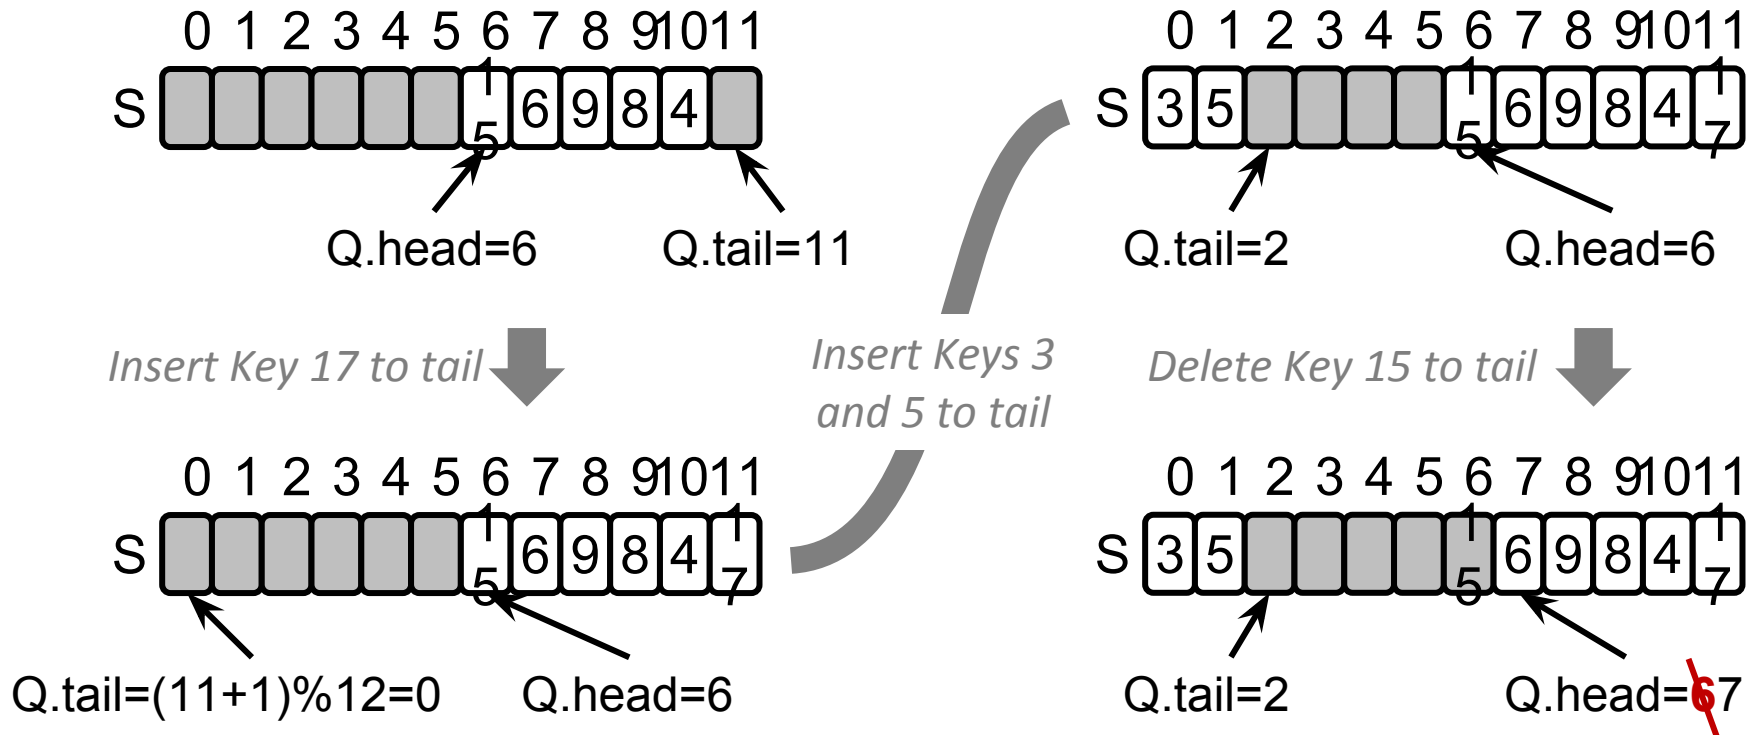 0 1 2 3 4 5 6 7 8 9 10 11
S 15 6 9 8 4
Q.head=6 Q.tail=11
Insert Key 17 to tail
0 1 2 3 4 5 6 7 8 9 10 11
S 15 6 9 8 4 17
Q.tail=(11+1)%12=0 Q.head=6
Insert Keys 3
and 5 to tail
0 1 2 3 4 5 6 7 8 9 10 11
S 3 5 15 6 9 8 4 17
Q.tail=2 Q.head=6
Delete Key 15 to tail
0 1 2 3 4 5 6 7 8 9 10 11
S 3 5 15 6 9 8 4 17
Q.tail=2 Q.head=67